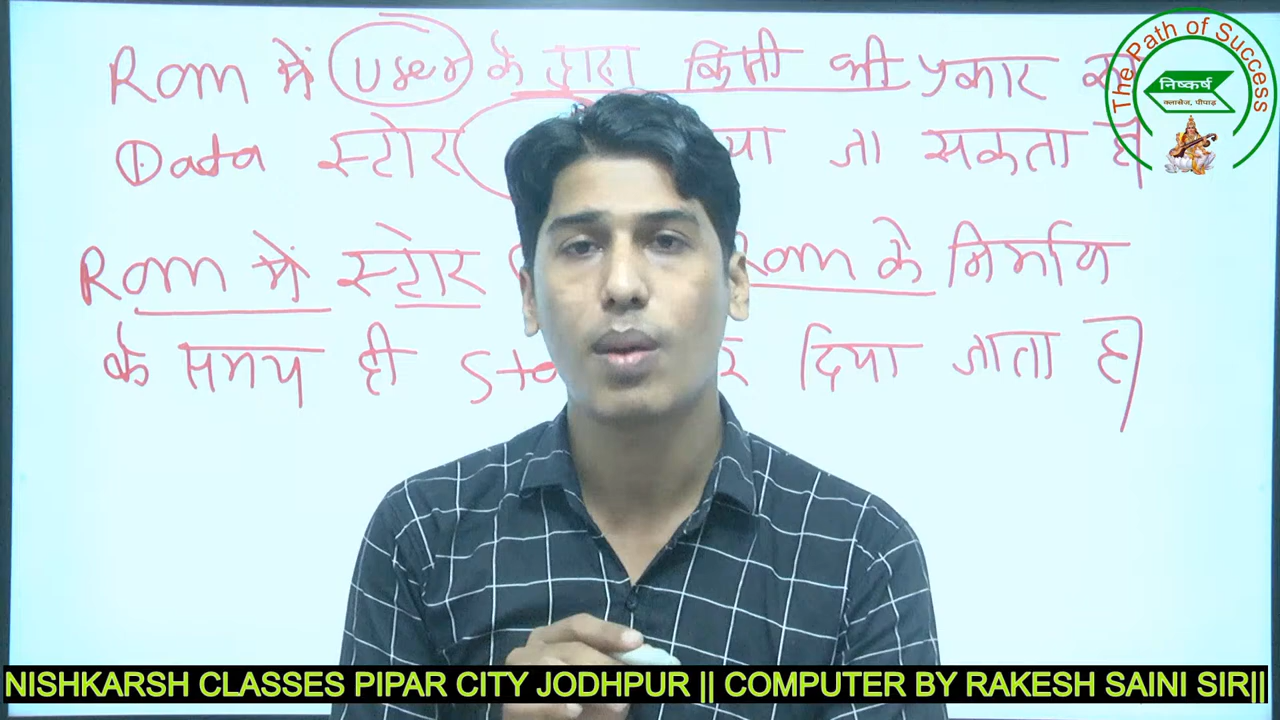 Rom में user के द्वारा किसी भी प्रकार का
Data स्टोर या जा सकता है
Rom में स्टोर Rom के निर्माण
के समय ही दिया जाता है
The Path of Success
निष्कर्ष
क्लासेज, पीपाड़
NISHKARSH CLASSES PIPAR CITY JODHPUR || COMPUTER BY RAKESH SAINI SIR||